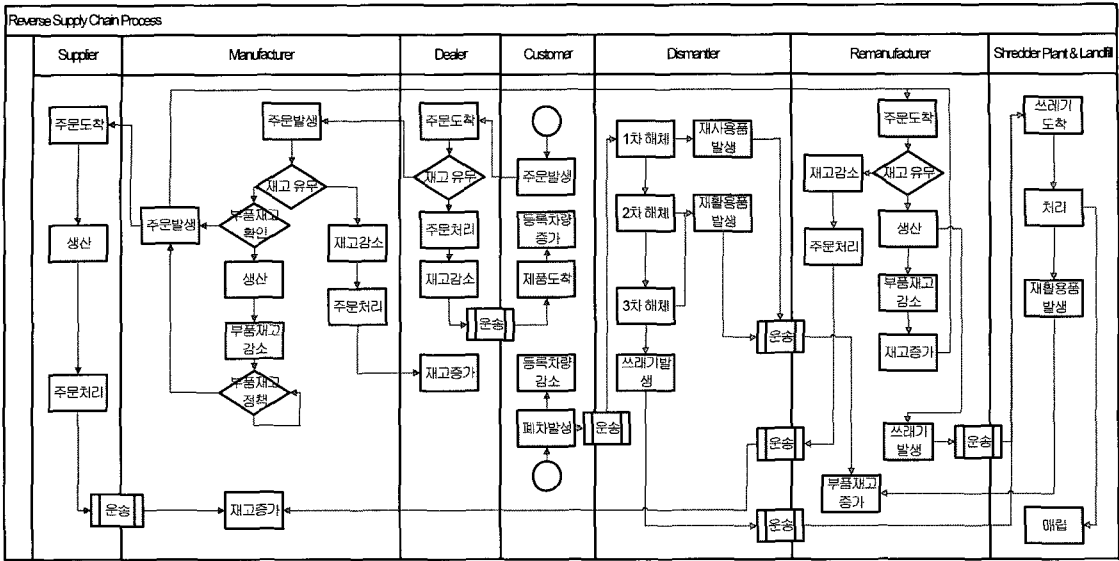 Reverse Supply Chain Process
Supplier
Manufacturer
Dealer
Customer
Dismantler
Remanufacturer
Shredder Plant & Landfill
주문도착
생산
주문처리
운송
주문발생
재고 유무
부품재고
확인
주문발생
생산
부품재고
감소
부품재고
정책
재고감소
주문처리
재고증가
주문도착
재고 유무
주문처리
재고감소
운송
재고증가
주문발생
등록차량
증가
제품도착
등록차량
감소
폐차발생
운송
1차 해체
재사용품
발생
2차 해체
재활용품
발생
3차 해체
쓰래기발
생
운송
운송
운송
주문도착
재고 유무
재고감소
주문처리
생산
부품재고
감소
재고증가
쓰래기
발생
운송
부품재고
증가
쓰레기
도착
처리
재활용품
발생
매립